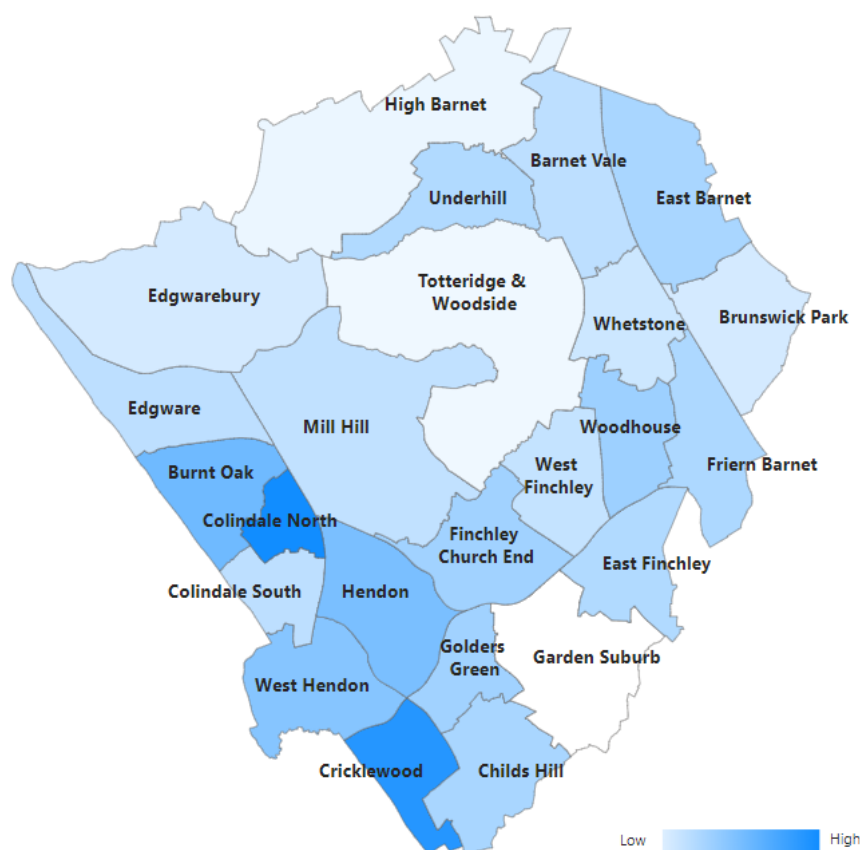 High Barnet
Barnet Vale
Underhill
East Barnet
Totteridge &
Woodside
Edgwarebury
Whetstone
Brunswick Park
Edgware
Mill Hill
Woodhouse
Burnt Oak
West
Finchley
Friern Barnet
Colindale North
Finchley
Church End
East Finchley
Colindale South
Hendon
Golders
Green
Garden Suburb
West Hendon
Cricklewood
Childs Hill
Low
High